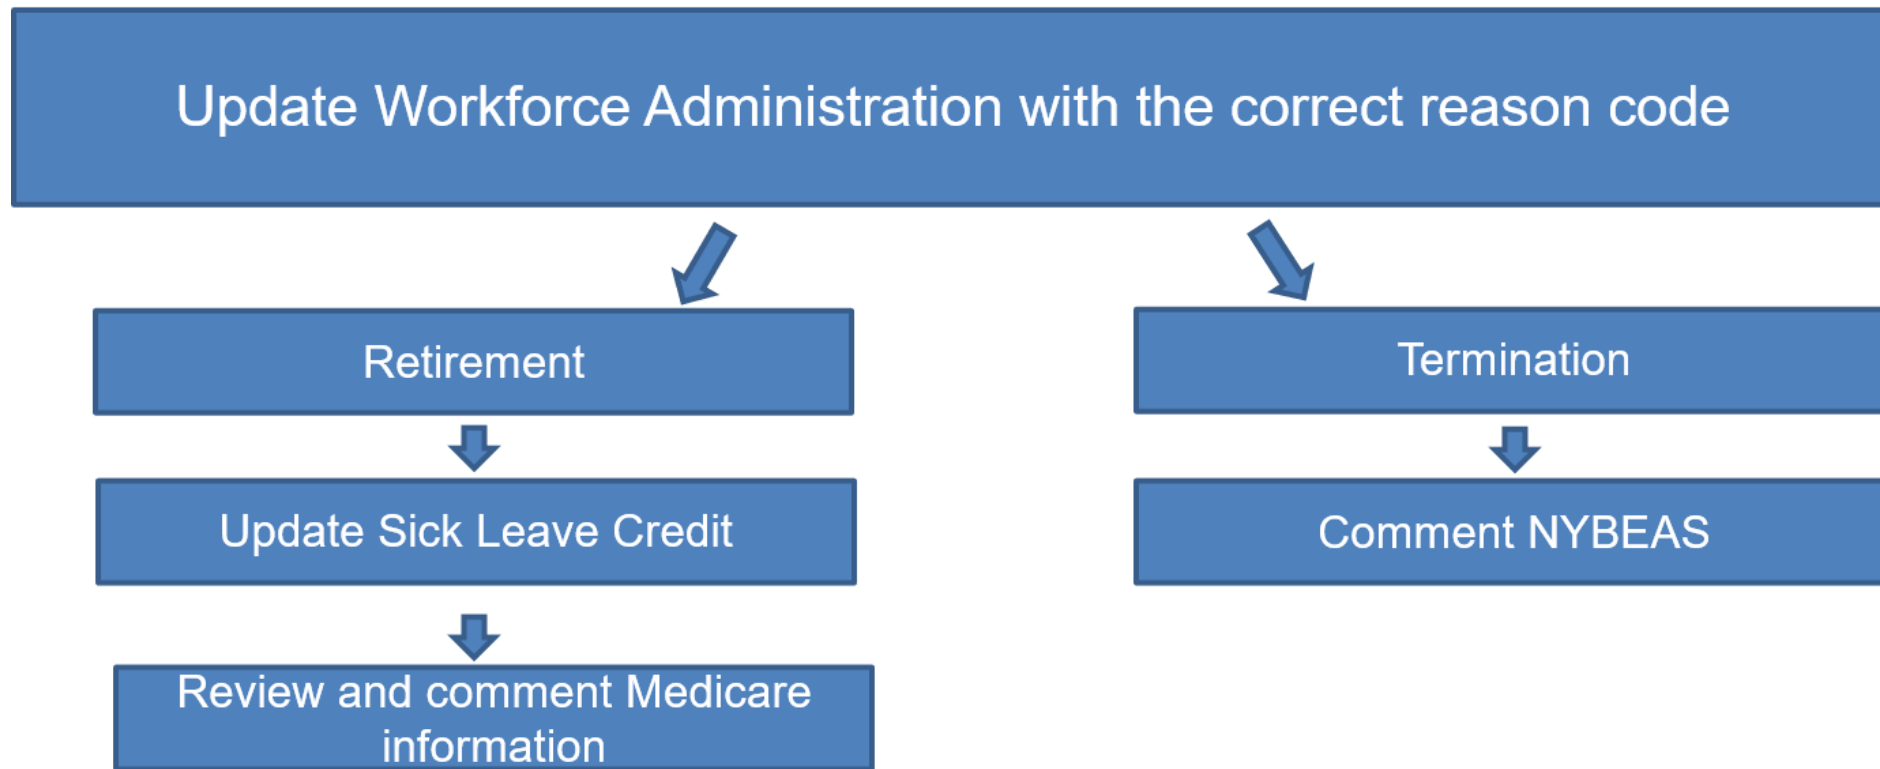 Update Workforce Administration with the correct reason code
Retirement
Termination
Update Sick Leave Credit
Comment NYBEAS
Review and comment Medicare
information